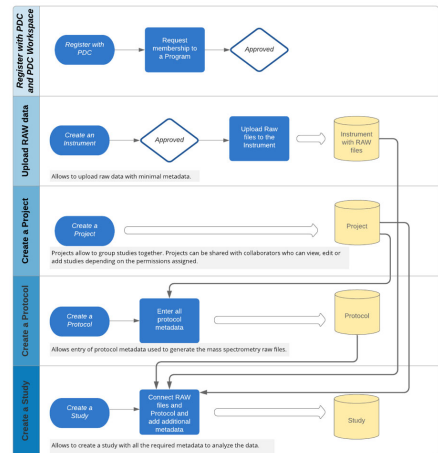 Register with PDC
and PDC Workspace
Register with
PDC
Request
membership to
a Program
Approved
Upload RAW data
Create an
Instrument
Approved
Upload Raw
files to the
Instrument
Instrument
with RAW
files
Allows to upload raw data with minimal metadata.
Create a Project
Create a
Project
Project
Projects allow to group studies together. Projects can be shared with collaborators who can view, edit or
add studies depending on the permissions assigned.
Create a Protocol
Create a
Protocol
Enter all
protocol
metadata
Protocol
Allows entry of protocol metadata used to generate the mass spectrometry raw files.
Create a Study
Create a
Study
Connect RAW
files and
Protocol and
add additional
metadata
Study
Allows to create a study with all the required metadata to analyze the data.